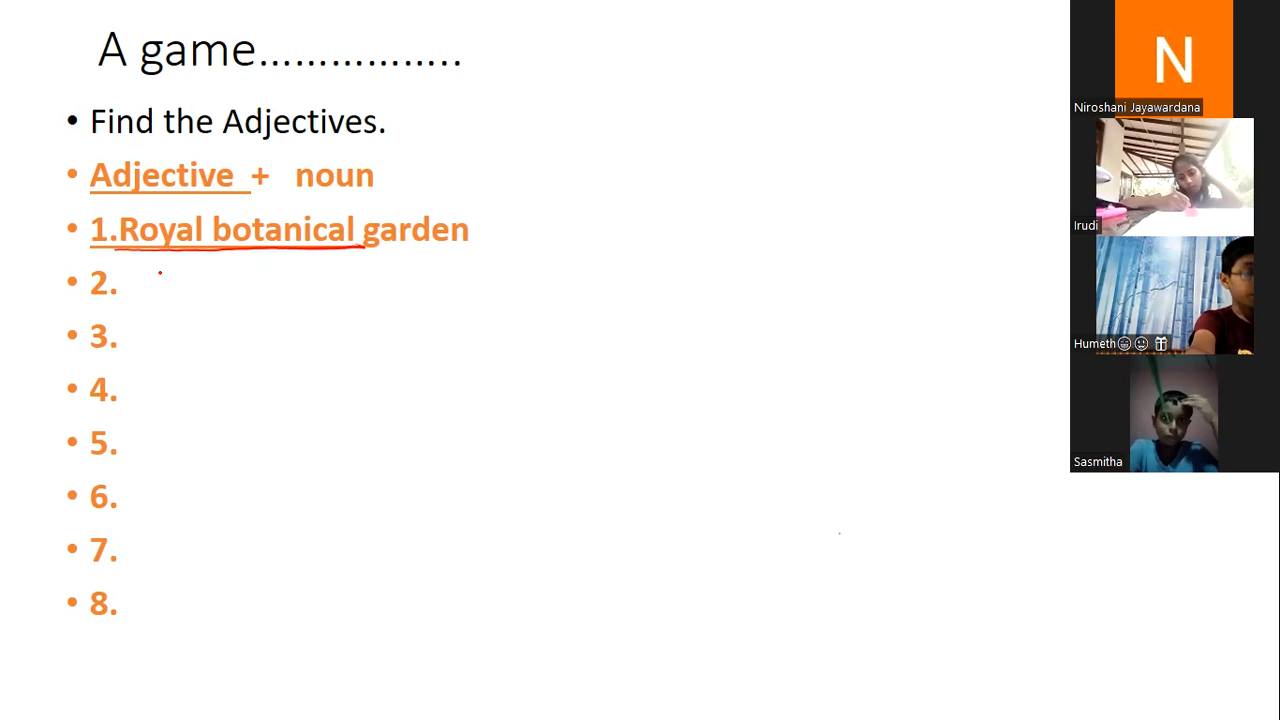 A game……………..
• Find the Adjectives.
• Adjective + noun
• 1.Royal botanical garden
• 2.
• 3.
• 4.
• 5.
• 6.
• 7.
• 8.
N
Niroshani Jayawardana
Irudi
Humeth
Sasmitha